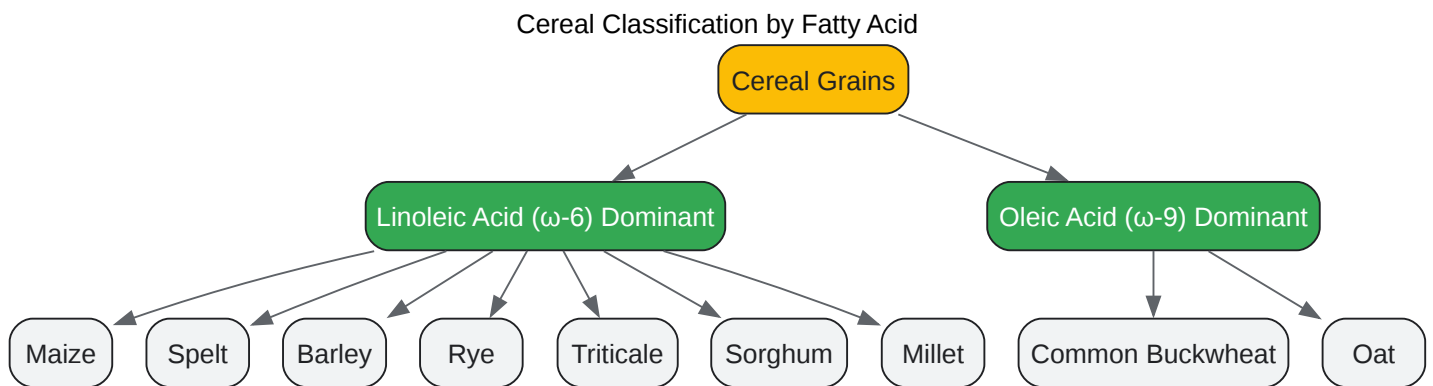 Cereal Classification by Fatty Acid
Cereal Grains
Linoleic Acid (ω-6) Dominant
Oleic Acid (ω-9) Dominant
Maize
Spelt
Barley
Rye
Triticale
Sorghum
Millet
Common Buckwheat
Oat